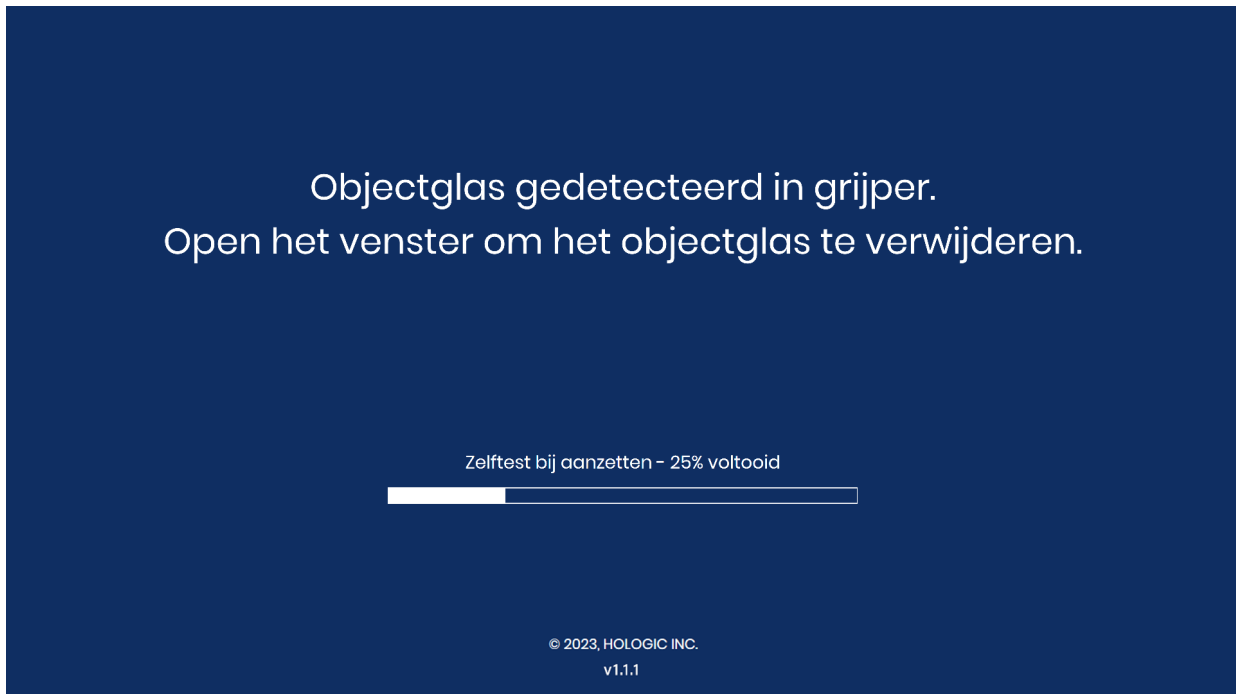 Objectglas gedetecteerd in grijper.
Open het venster om het objectglas te verwijderen.
Zelftest bij aanzetten - 25% voltooid
© 2023, HOLOGIC INC.
v1.1.1